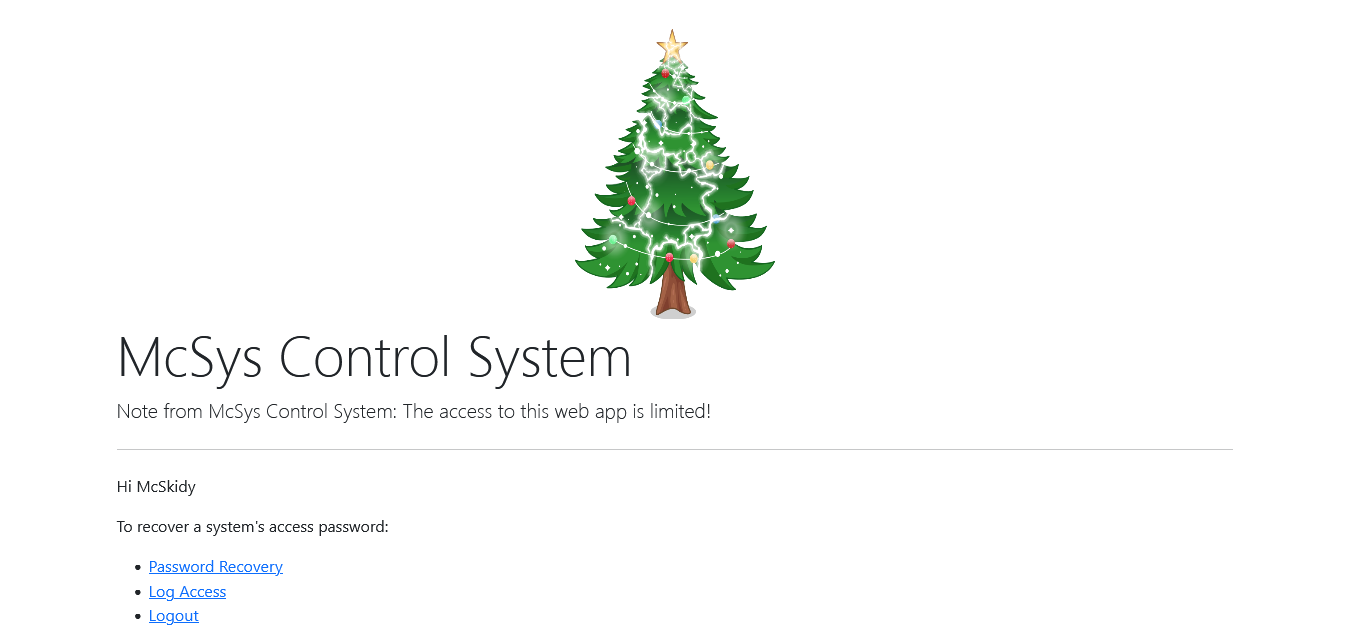 McSys Control System
Note from McSys Control System: The access to this web app is limited!
Hi McSkidy
To recover a system's access password:
Password Recovery
Log Access
Logout